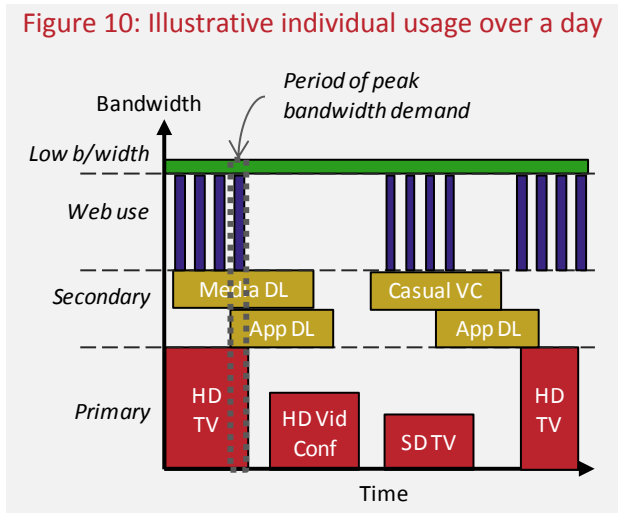 Figure 10: Illustrative individual usage over a day
Period of peak
bandwidth demand
Bandwidth
Low b/width
Web use
Secondary
Media DL
Casual VC
App DL
App DL
Primary
HD
TV
HD Vid
Conf
SD TV
HD
TV
Time